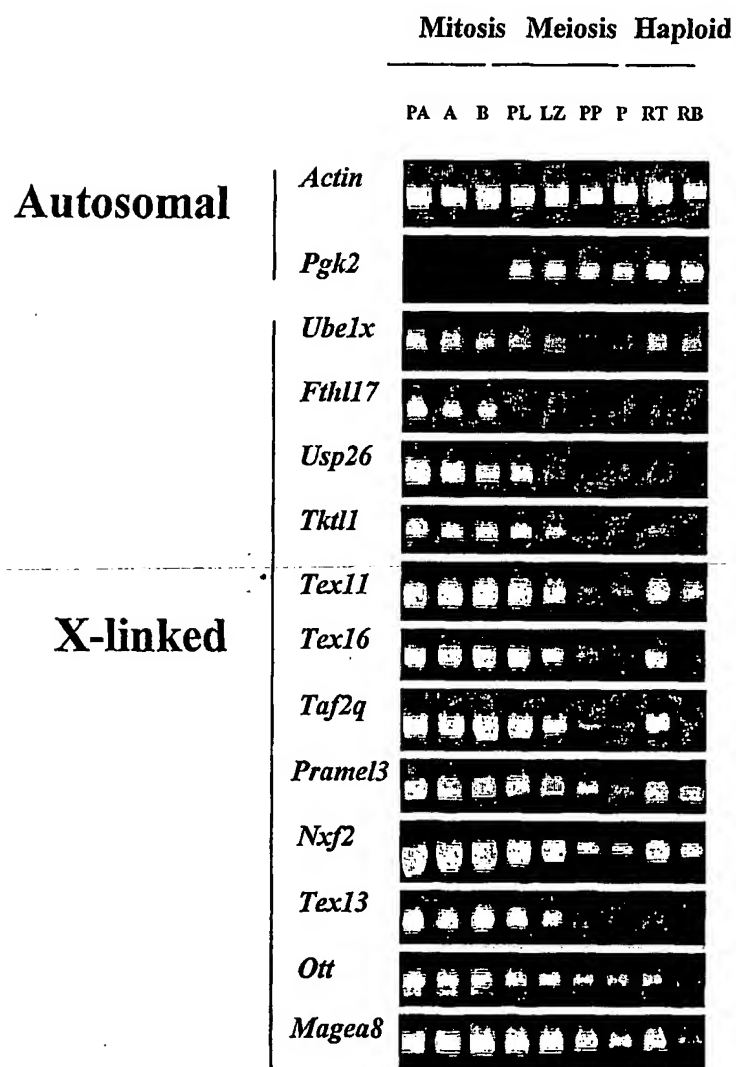 Mitosis Meiosis Haploid
PA A B PL LZ PP P RT RB
Autosomal
Actin
Pgk2
Ube1x
Fthl17
Usp26
Tktl1
X-linked
Tex11
Tex16
Taf2q
Pramel3
Nxf2
Tex13
Ott
Magea8